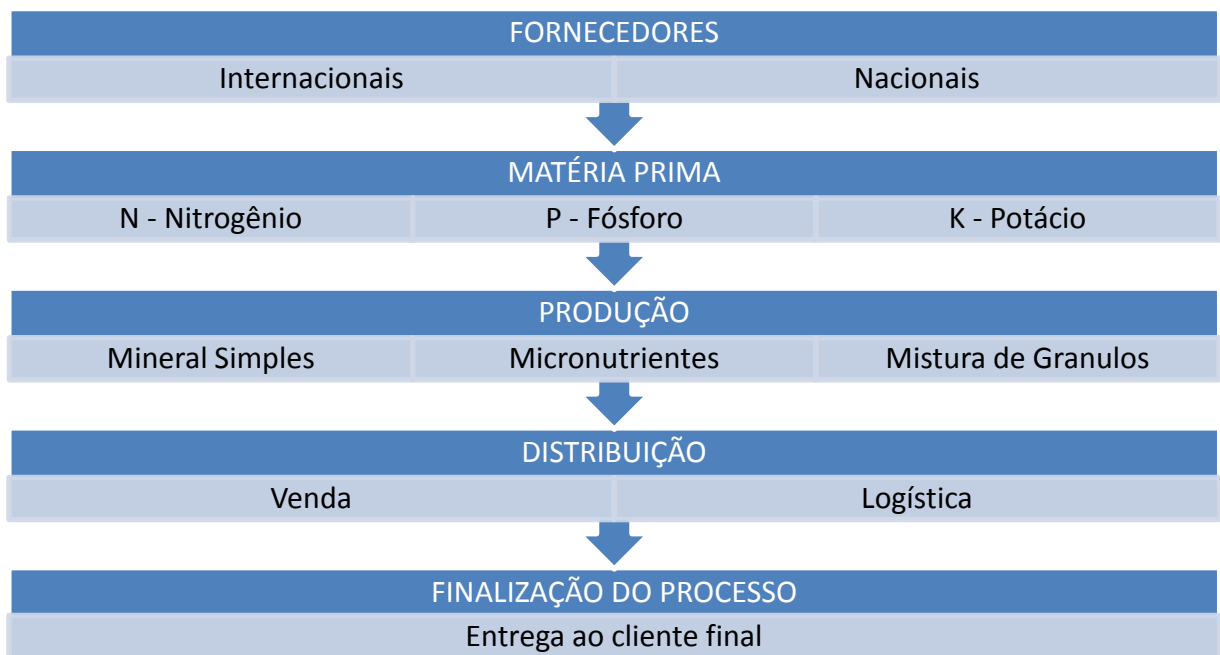 FORNECEDORES
Internacionais Nacionais
MATÉRIA PRIMA
N - Nitrogênio P - Fósforo K - Potácio
PRODUÇÃO
Mineral Simples Micronutrientes Mistura de Granulos
DISTRIBUIÇÃO
Venda Logística
FINALIZAÇÃO DO PROCESSO
Entrega ao cliente final